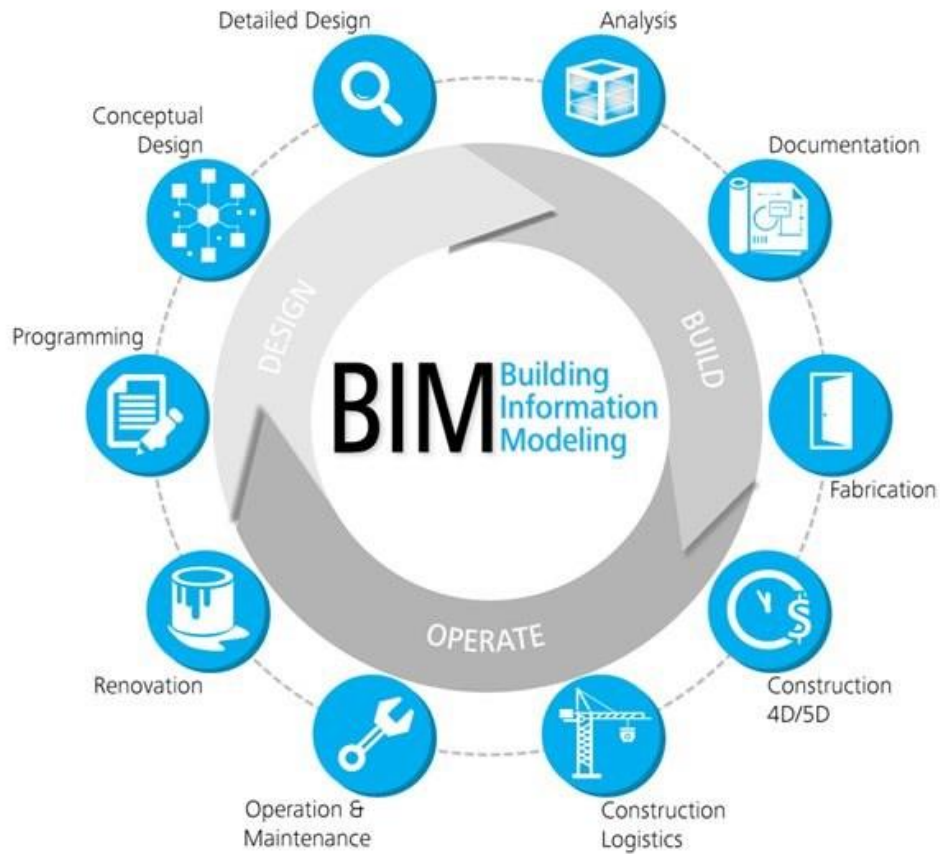 Detailed Design
Analysis
Conceptual
Design
Documentation
Programming
DESIGN
BUILD
BIM
Building
Information
Modeling
Fabrication
OPERATE
Renovation
Construction
4D/5D
Operation &
Maintenance
Construction
Logistics
$